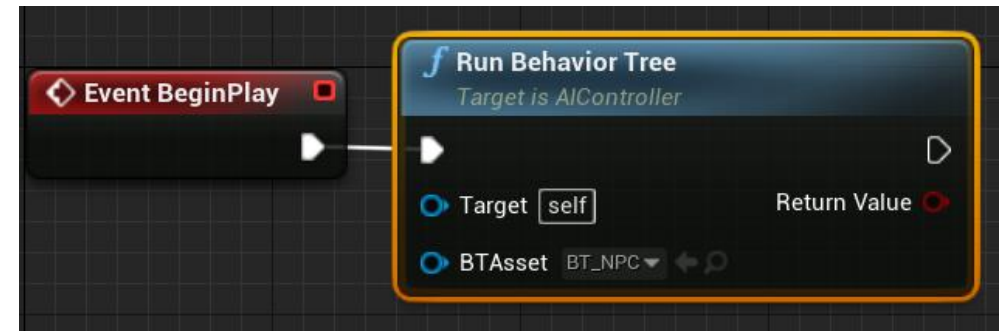 Event BeginPlay
f Run Behavior Tree
Target is AIController
Target self
Return Value
BTAsset BT_NPC